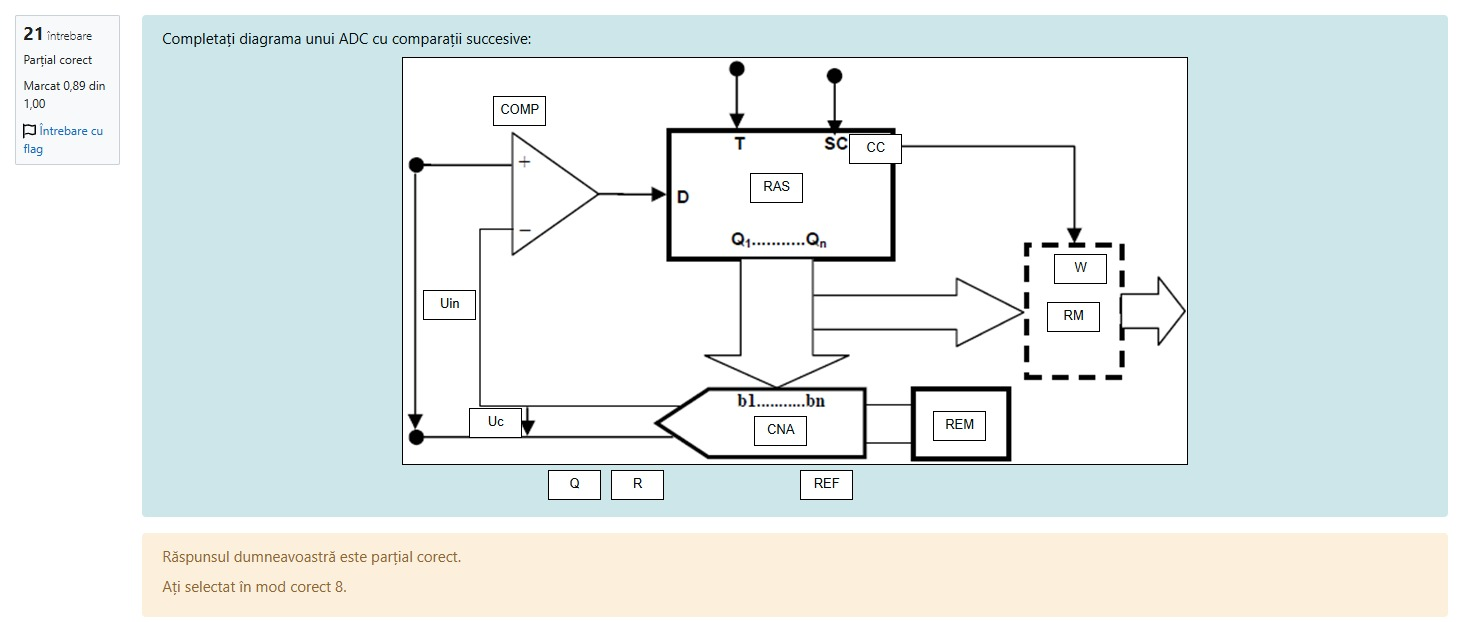 21 întrebare
Parțial corect
Marcat 0,89 din
1,00
Întrebare cu
flag
Completați diagrama unui ADC cu comparații succesive:
COMP
+
−
T
SC
CC
D
RAS
Q1...........Qn
W
RM
Uin
Uc
b1...........bn
CNA
REM
Q
R
REF
Răspunsul dumneavoastră este parțial corect.
Ați selectat în mod corect 8.